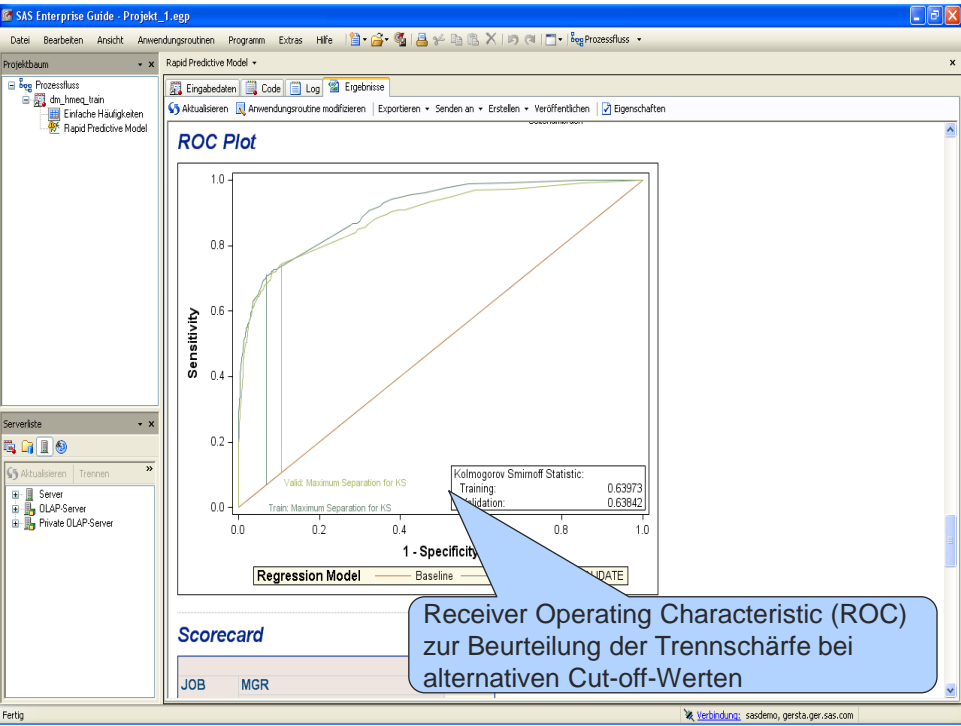 SAS Enterprise Guide - Projekt_1.egp
Datei Bearbeiten Ansicht Anwendungsroutinen Programm Extras Hilfe Prozessfluss
Projektbaum
Prozessfluss
dm_hmeq_train
Einfache Häufigkeiten
Rapid Predictive Model
Serverliste
Aktualisieren Trennen »
Server
OLAP-Server
Private OLAP-Server
Rapid Predictive Model
Eingabedaten Code Log Ergebnisse
Aktualisieren Anwendungsroutine modifizieren Exportieren Senden an Erstellen Veröffentlichen Eigenschaften
ROC Plot
1.0
0.8
0.6
0.4
0.2
0.0
Sensitivity
Valid: Maximum Separation for KS
Train: Maximum Separation for KS
Kolmogorov Smirnoff Statistic:
Training: 0.63973
0.63842
0.0 0.2 0.4 0.8 1.0
1 - Specificity
Regression Model Baseline
Receiver Operating Characteristic (ROC)
zur Beurteilung der Trennschärfe bei
alternativen Cut-off-Werten
Scorecard
JOB MGR
Fertig
Verbindung: sasdemo, gersta.ger.sas.com